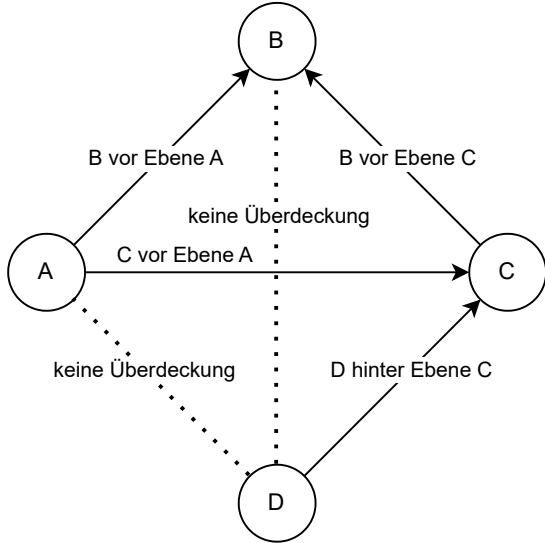 B
B vor Ebene A
B vor Ebene C
keine Überdeckung
C vor Ebene A
A
C
keine Überdeckung
D hinter Ebene C
D